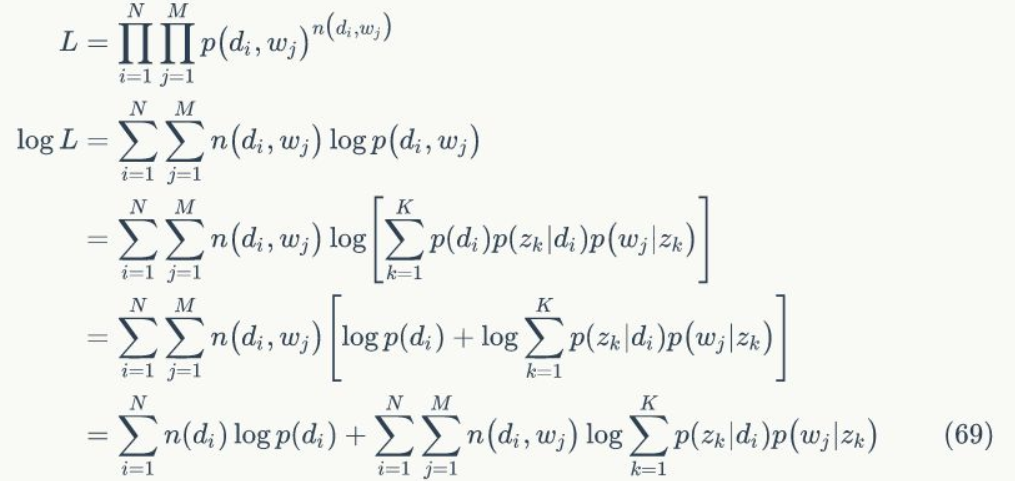 L = ∏_{i=1}^{N} ∏_{j=1}^{M} p(d_i, w_j)^{n(d_i, w_j)}
log L = ∑_{i=1}^{N} ∑_{j=1}^{M} n(d_i, w_j) log p(d_i, w_j)
= ∑_{i=1}^{N} ∑_{j=1}^{M} n(d_i, w_j) log [ ∑_{k=1}^{K} p(d_i)p(z_k|d_i)p(w_j|z_k) ]
= ∑_{i=1}^{N} ∑_{j=1}^{M} n(d_i, w_j) [ log p(d_i) + log ∑_{k=1}^{K} p(z_k|d_i)p(w_j|z_k) ]
= ∑_{i=1}^{N} n(d_i) log p(d_i) + ∑_{i=1}^{N} ∑_{j=1}^{M} n(d_i, w_j) log ∑_{k=1}^{K} p(z_k|d_i)p(w_j|z_k) (69)